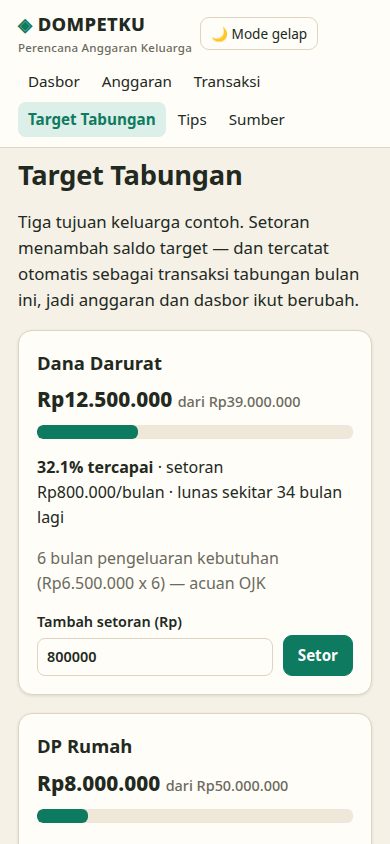 ◈ DOMPETKU
Perencana Anggaran Keluarga
🌙 Mode gelap
Dasbor Anggaran Transaksi
Target Tabungan Tips Sumber
Target Tabungan
Tiga tujuan keluarga contoh. Setoran
menambah saldo target — dan tercatat
otomatis sebagai transaksi tabungan bulan
ini, jadi anggaran dan dasbor ikut berubah.
Dana Darurat
Rp12.500.000 dari Rp39.000.000
32.1% tercapai · setoran
Rp800.000/bulan · lunas sekitar 34 bulan
lagi
6 bulan pengeluaran kebutuhan
(Rp6.500.000 x 6) — acuan OJK
Tambah setoran (Rp)
800000
Setor
DP Rumah
Rp8.000.000 dari Rp50.000.000